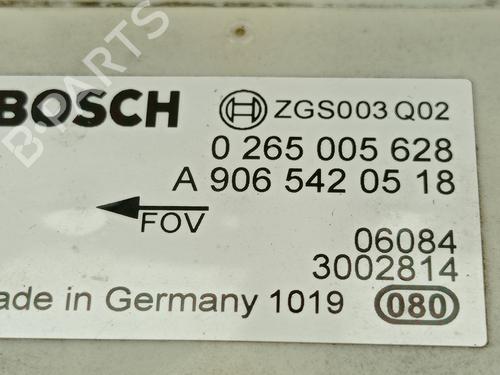 BOSCH ZGS003 Q02
0 265 005 628
A 906 542 05 18
FOV
06084
3002814
ade in Germany 1019 080
B-PARTS